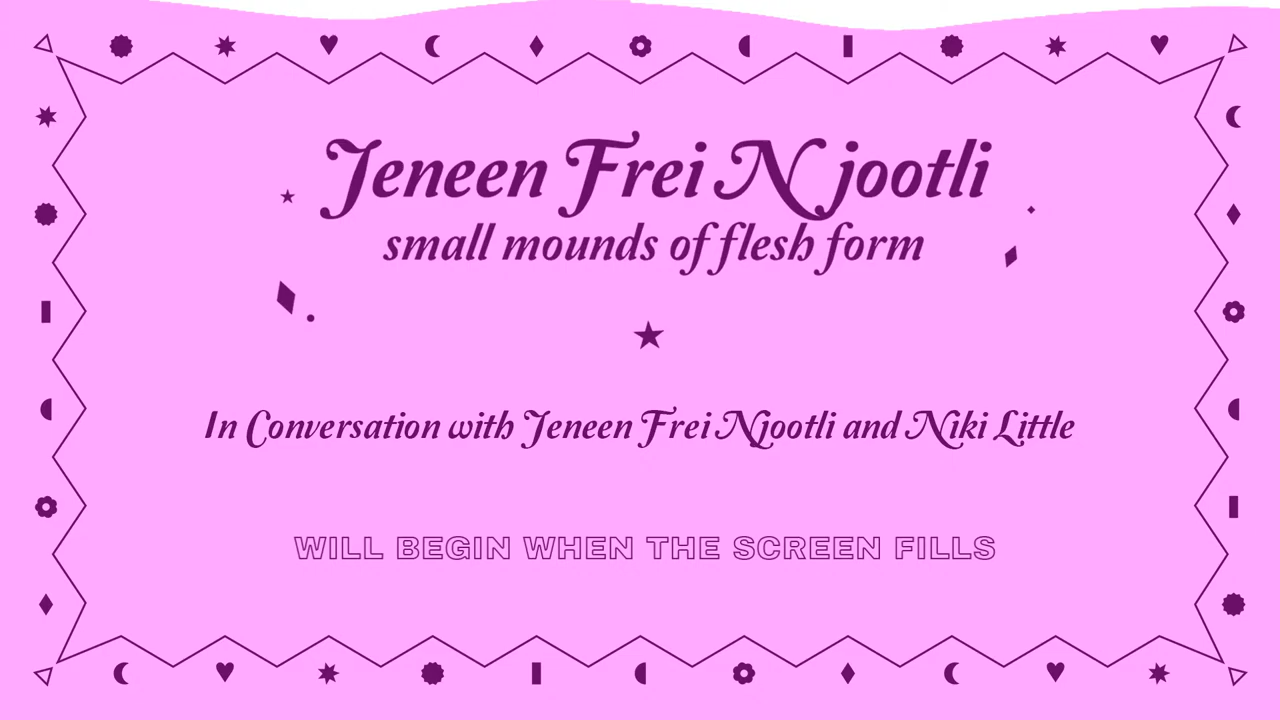 Jeneen Frei Njootli
small mounds of flesh form
In Conversation with Jeneen Frei Njootli and Niki Little
WILL BEGIN WHEN THE SCREEN FILLS